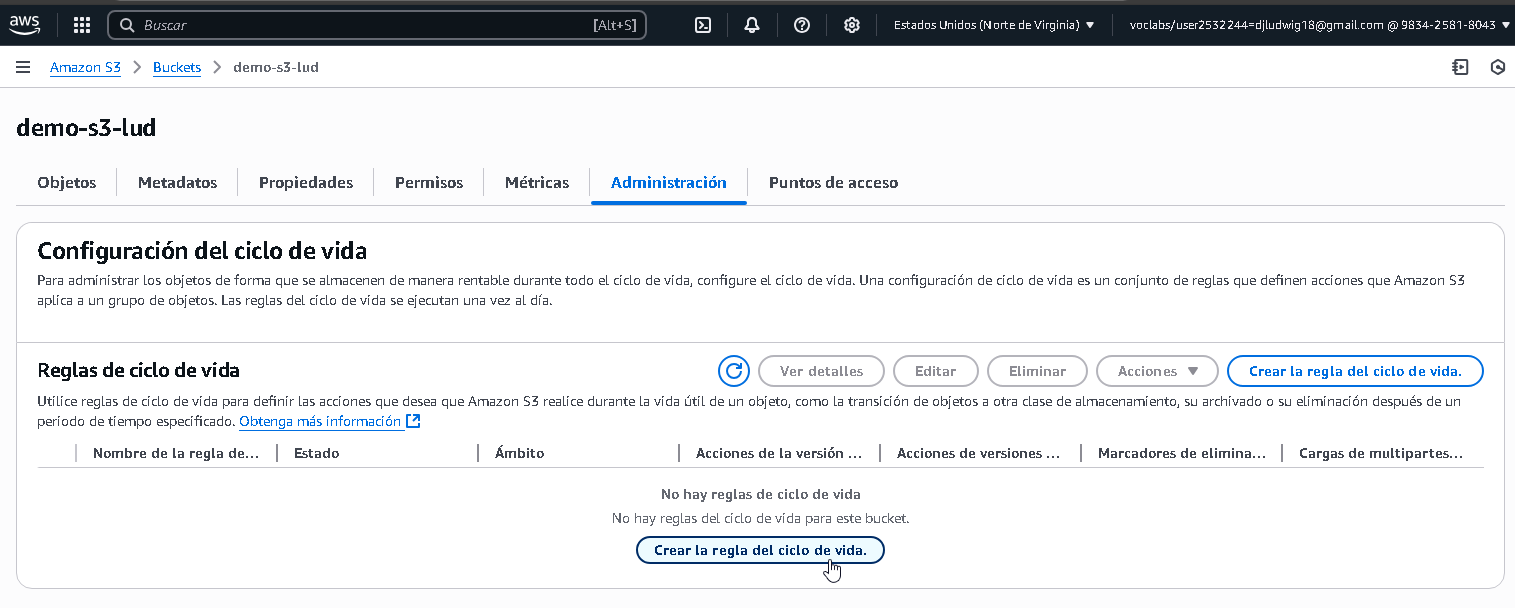 aws
Buscar [Alt+S] Estados Unidos (Norte de Virginia) voclabs/user2532244=djludwig18@gmail.com @ 9834-2581-8043
Amazon S3 Buckets demo-s3-lud
demo-s3-lud
Objetos Metadatos Propiedades Permisos Métricas Administración Puntos de acceso
Configuración del ciclo de vida
Para administrar los objetos de forma que se almacenen de manera rentable durante todo el ciclo de vida, configure el ciclo de vida. Una configuración de ciclo de vida es un conjunto de reglas que definen acciones que Amazon S3
aplica a un grupo de objetos. Las reglas del ciclo de vida se ejecutan una vez al día.
Reglas de ciclo de vida Ver detalles Editar Eliminar Acciones Crear la regla del ciclo de vida.
Utilice reglas de ciclo de vida para definir las acciones que desea que Amazon S3 realice durante la vida útil de un objeto, como la transición de objetos a otra clase de almacenamiento, su archivado o su eliminación después de un
periodo de tiempo especificado. Obtenga más información
Nombre de la regla de... Estado Ámbito Acciones de la versión ... Acciones de versiones ... Marcadores de elimina... Cargas de multipartes...
No hay reglas de ciclo de vida
No hay reglas del ciclo de vida para este bucket.
Crear la regla del ciclo de vida.